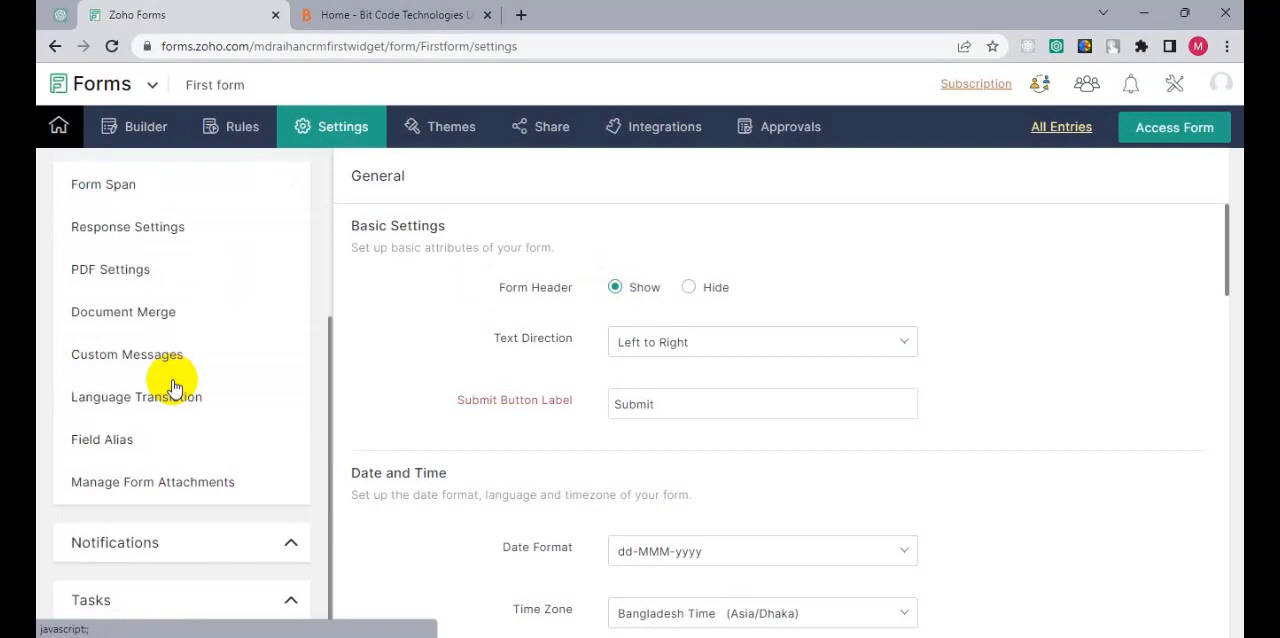 Zoho Forms
Home - Bit Code Technologies L
forms.zoho.com/mdraihancrmfirstwidget/form/Firstform/settings
M
Forms
First form
Subscription
Builder
Rules
Settings
Themes
Share
Integrations
Approvals
All Entries
Access Form
Form Span
Response Settings
PDF Settings
Document Merge
Custom Messages
Language Translation
Field Alias
Manage Form Attachments
Notifications
Tasks
General
Basic Settings
Set up basic attributes of your form.
Form Header
Show
Hide
Text Direction
Left to Right
Submit Button Label
Submit
Date and Time
Set up the date format, language and timezone of your form.
Date Format
dd-MMM-yyyy
Time Zone
Bangladesh Time (Asia/Dhaka)
javascript:;